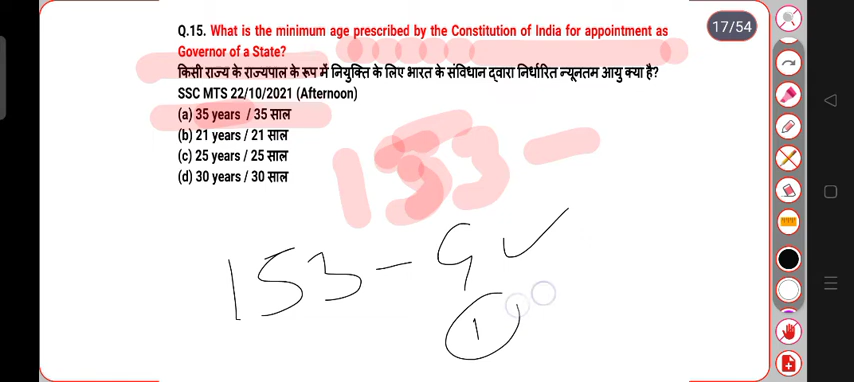 17/54
Q.15. What is the minimum age prescribed by the Constitution of India for appointment as
Governor of a State?
किसी राज्य के राज्यपाल के रूप में नियुक्ति के लिए भारत के संविधान द्वारा निर्धारित न्यूनतम आयु क्या है?
SSC MTS 22/10/2021 (Afternoon)
(a) 35 years / 35 साल
(b) 21 years / 21 साल
(c) 25 years / 25 साल
(d) 30 years / 30 साल
153 -
153 - Gv
1